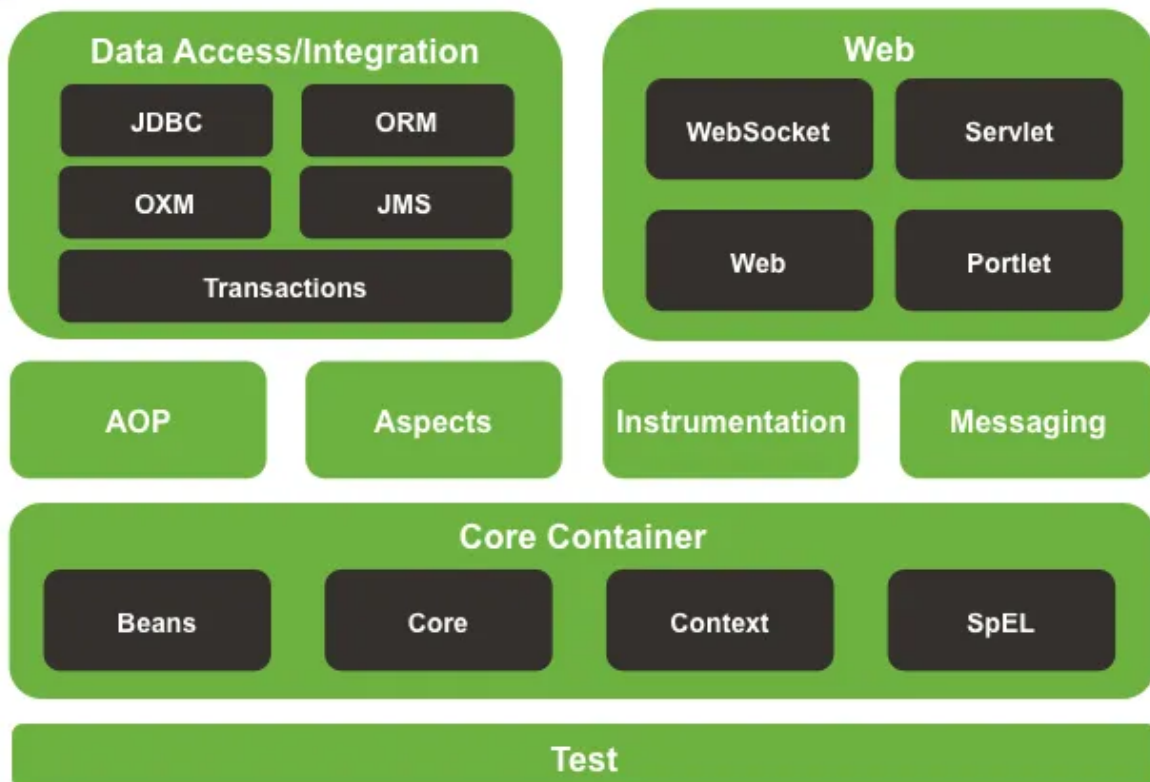 Data Access/Integration
JDBC
ORM
OXM
JMS
Transactions
Web
WebSocket
Servlet
Web
Portlet
AOP
Aspects
Instrumentation
Messaging
Core Container
Beans
Core
Context
SpEL
Test